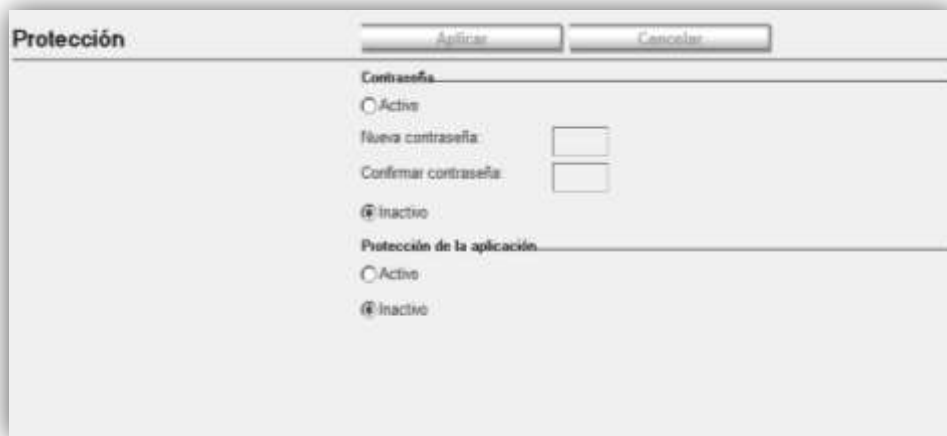 Protección
Aplicar
Cancelar
Contraseña
Activo
Nueva contraseña:
Confirmar contraseña:
Inactivo
Protección de la aplicación
Activo
Inactivo